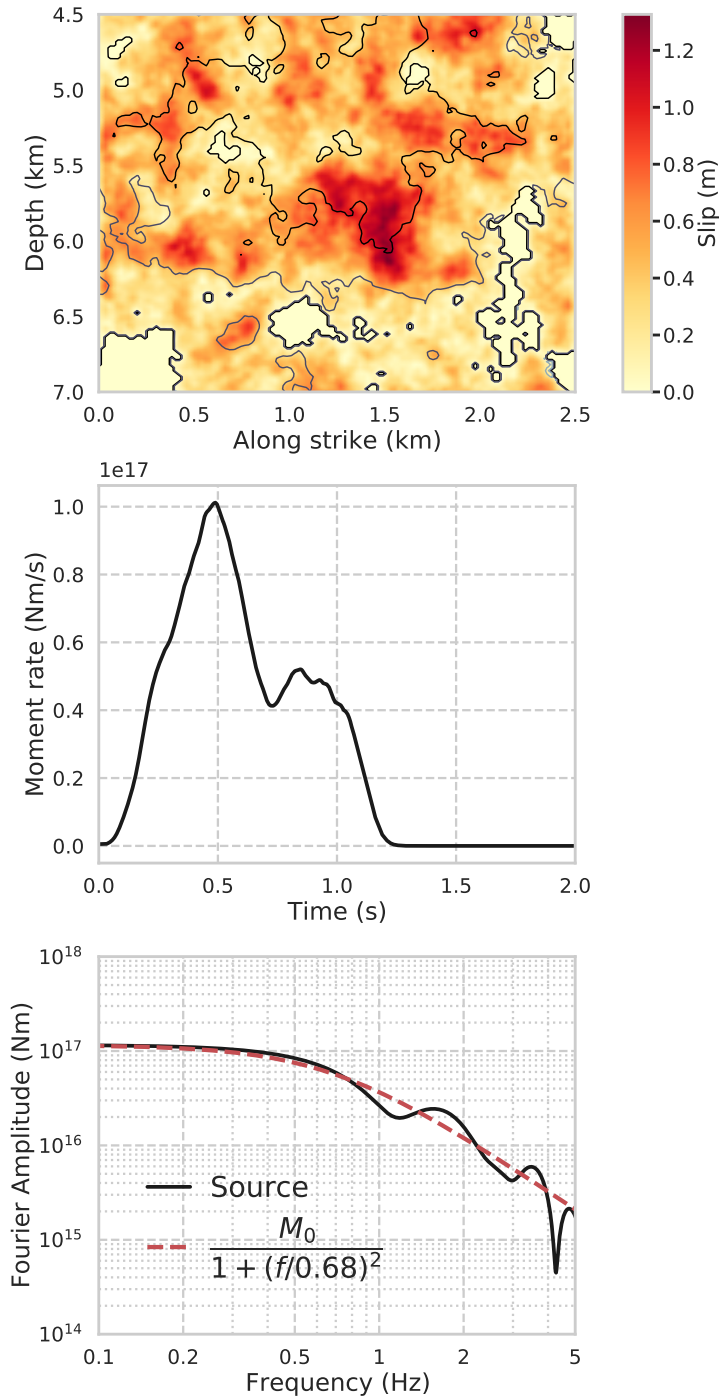 4.5
5.0
5.5
6.0
6.5
7.0
Depth (km)
0.0 0.5 1.0 1.5 2.0 2.5
Along strike (km)
1.2
1.0
0.8
0.6
0.4
0.2
0.0
Slip (m)
1e17
1.0
0.8
0.6
0.4
0.2
0.0
Moment rate (Nm/s)
0.0 0.5 1.0 1.5 2.0
Time (s)
10^18
10^17
10^16
10^15
10^14
Fourier Amplitude (Nm)
Source
M_0
1 + (f/0.68)^2
0.1 0.2 0.5 1 2 5
Frequency (Hz)